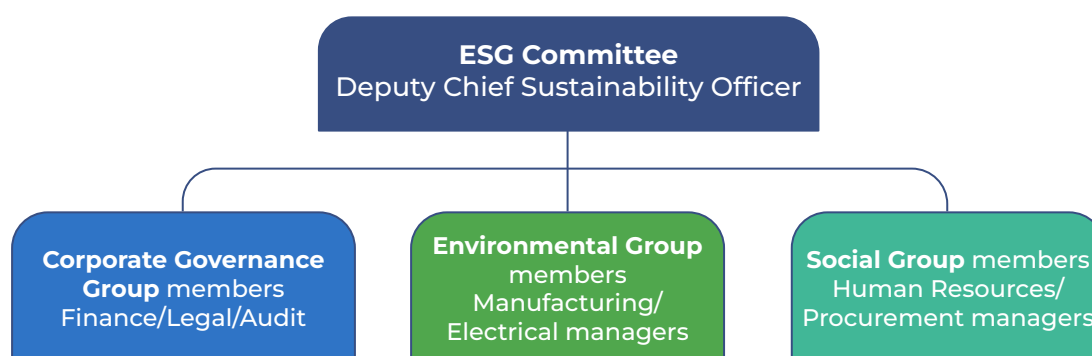 ESG Committee
Deputy Chief Sustainability Officer
Corporate Governance
Group members
Finance/Legal/Audit
Environmental Group
members
Manufacturing/
Electrical managers
Social Group members
Human Resources/
Procurement managers